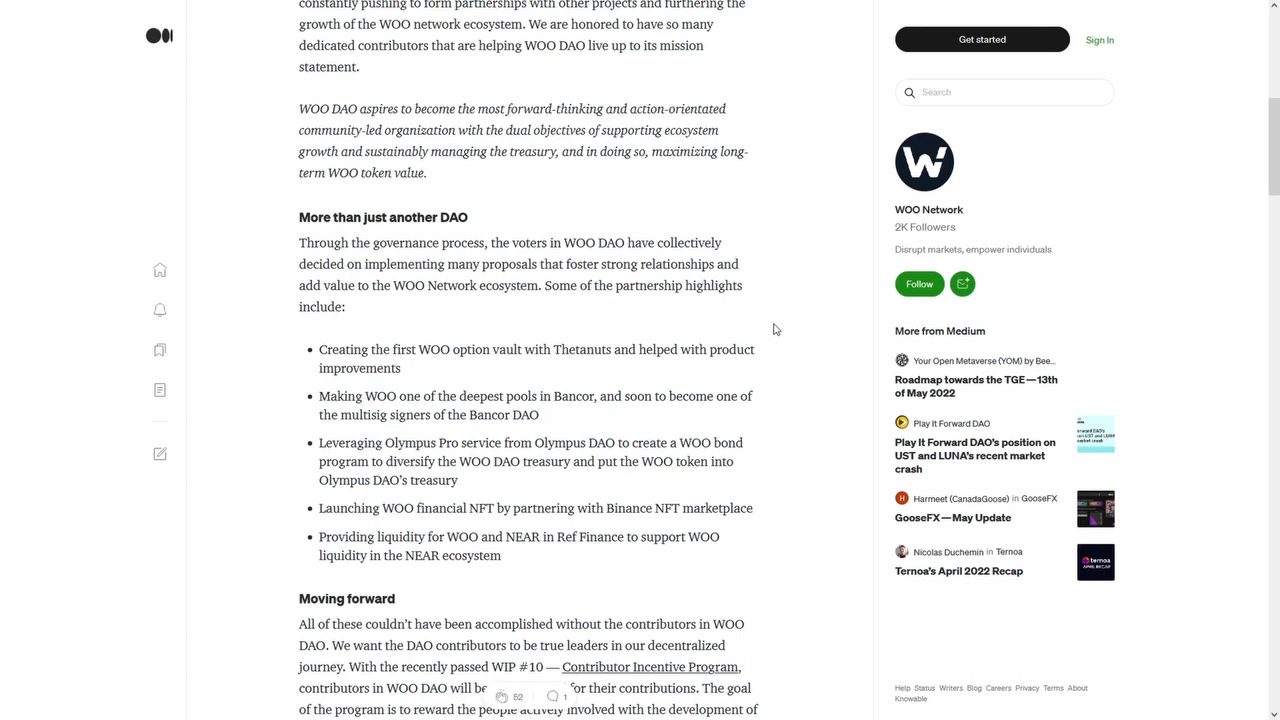 constantly pushing to form partnerships with other projects and furthering the
growth of the WOO network ecosystem. We are honored to have so many
dedicated contributors that are helping WOO DAO live up to its mission
statement.
WOO DAO aspires to become the most forward-thinking and action-orientated
community-led organization with the dual objectives of supporting ecosystem
growth and sustainably managing the treasury, and in doing so, maximizing long-
term WOO token value.
More than just another DAO
Through the governance process, the voters in WOO DAO have collectively
decided on implementing many proposals that foster strong relationships and
add value to the WOO Network ecosystem. Some of the partnership highlights
include:
Creating the first WOO option vault with Thetanuts and helped with product
improvements
Making WOO one of the deepest pools in Bancor, and soon to become one of
the multisig signers of the Bancor DAO
Leveraging Olympus Pro service from Olympus DAO to create a WOO bond
program to diversify the WOO DAO treasury and put the WOO token into
Olympus DAO's treasury
Launching WOO financial NFT by partnering with Binance NFT marketplace
Providing liquidity for WOO and NEAR in Ref Finance to support WOO
liquidity in the NEAR ecosystem
Moving forward
All of these couldn't have been accomplished without the contributors in WOO
DAO. We want the DAO contributors to be true leaders in our decentralized
journey. With the recently passed WIP #10 — Contributor Incentive Program,
contributors in WOO DAO will be for their contributions. The goal
of the program is to reward the people actively involved with the development of
52
1
Get started
Sign In
Search
WOO Network
2K Followers
Disrupt markets, empower individuals
Follow
More from Medium
Your Open Metaverse (YOM) by Bee...
Roadmap towards the TGE — 13th
of May 2022
Play It Forward DAO
Play It Forward DAO's position on
UST and LUNA's recent market
crash
Harmeet (CanadaGoose) in GooseFX
GooseFX — May Update
Nicolas Duchemin in Ternoa
Ternoa's April 2022 Recap
ternoa
Help Status Writers Blog Careers Privacy Terms About
Knowable